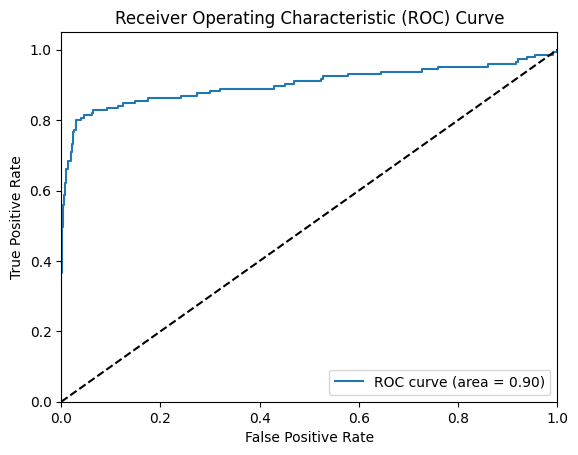 Receiver Operating Characteristic (ROC) Curve
1.0
0.8
0.6
0.4
0.2
0.0
True Positive Rate
ROC curve (area = 0.90)
0.0 0.2 0.4 0.6 0.8 1.0
False Positive Rate